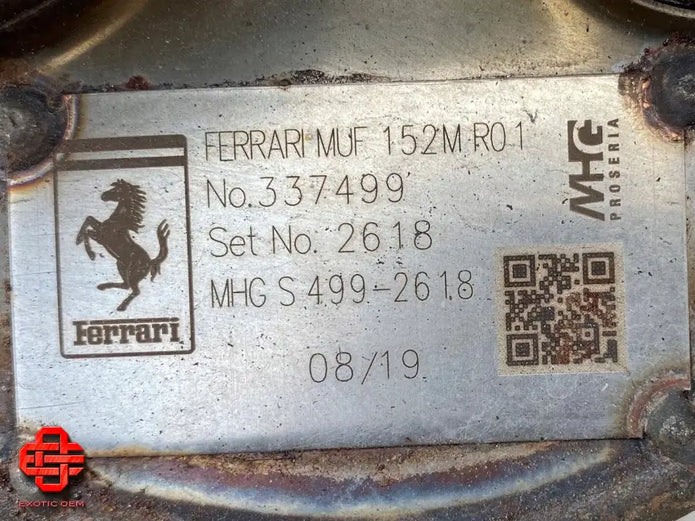 FERRARI MUF 152M R01
No.337499
Set No. 2618
MHG S 499-2618
08/19
Ferrari
MHG
PROSERIA
EXOTIC OEM